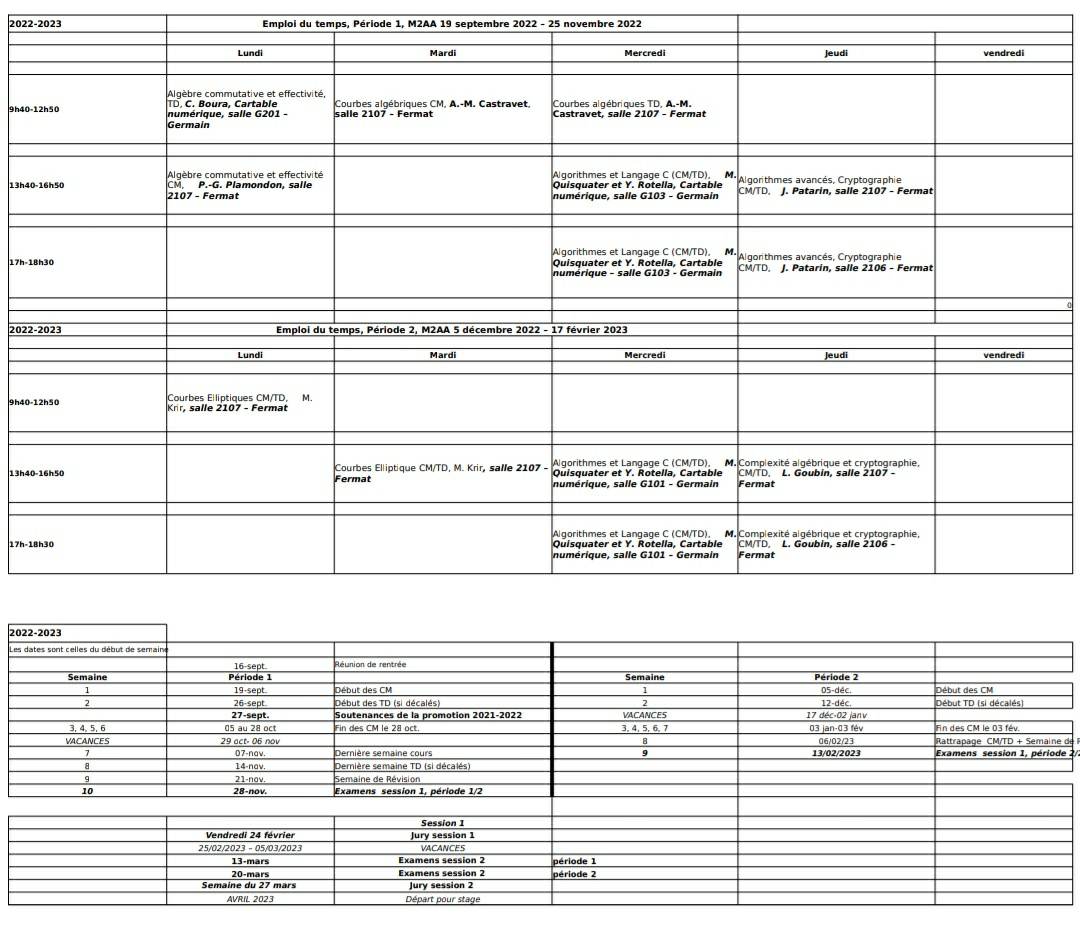 2022-2023 Emploi du temps, Période 1, M2AA 19 septembre 2022 – 25 novembre 2022
Lundi Mardi Mercredi Jeudi vendredi
9h40-12h50
Algèbre commutative et effectivité,
TD, C. Boura, Cartable
numérique, salle G201 –
Germain
Courbes algébriques CM, A.-M. Castravet,
salle 2107 – Fermat
Courbes algébriques TD, A.-M.
Castravet, salle 2107 – Fermat
13h40-16h50
Algèbre commutative et effectivité
CM, P.-G. Plamondon, salle
2107 – Fermat
Algorithmes et Langage C (CM/TD), M.
Quisquater et Y. Rotella, Cartable
numérique, salle G103 – Germain
Algorithmes avancés, Cryptographie
CM/TD, J. Patarin, salle 2107 – Fermat
17h-18h30
Algorithmes et Langage C (CM/TD), M.
Quisquater et Y. Rotella, Cartable
numérique – salle G103 - Germain
Algorithmes avancés, Cryptographie
CM/TD, J. Patarin, salle 2106 – Fermat
0
2022-2023 Emploi du temps, Période 2, M2AA 5 décembre 2022 – 17 février 2023
Lundi Mardi Mercredi Jeudi vendredi
9h40-12h50
Courbes Elliptiques CM/TD, M.
Krir, salle 2107 – Fermat
13h40-16h50
Courbes Elliptique CM/TD, M. Krir, salle 2107 –
Fermat
Algorithmes et Langage C (CM/TD), M.
Quisquater et Y. Rotella, Cartable
numérique, salle G101 – Germain
Complexité algébrique et cryptographie,
CM/TD, L. Goubin, salle 2107 –
Fermat
17h-18h30
Algorithmes et Langage C (CM/TD), M.
Quisquater et Y. Rotella, Cartable
numérique, salle G101 – Germain
Complexité algébrique et cryptographie,
CM/TD, L. Goubin, salle 2106 –
Fermat
2022-2023
Les dates sont celles du début de semaine
16-sept. Réunion de rentrée
Semaine Période 1 Semaine Période 2
1 19-sept. Début des CM 1 05-déc. Début des CM
2 26-sept. Début des TD (si décalés) 2 12-déc. Début TD (si décalés)
27-sept. Soutenances de la promotion 2021-2022 VACANCES 17 déc-02 janv
3, 4, 5, 6 05 au 28 oct Fin des CM le 28 oct. 3, 4, 5, 6, 7 03 jan-03 fév Fin des CM le 03 fév.
VACANCES 29 oct- 06 nov 8 06/02/23 Rattrapage CM/TD + Semaine de
7 07-nov. Dernière semaine cours 9 13/02/2023 Examens session 1, période 2/2
8 14-nov. Dernière semaine TD (si décalés)
9 21-nov. Semaine de Révision
10 28-nov. Examens session 1, période 1/2
Session 1
Vendredi 24 février Jury session 1
25/02/2023 – 05/03/2023 VACANCES
13-mars Examens session 2 période 1
20-mars Examens session 2 période 2
Semaine du 27 mars Jury session 2
AVRIL 2023 Départ pour stage